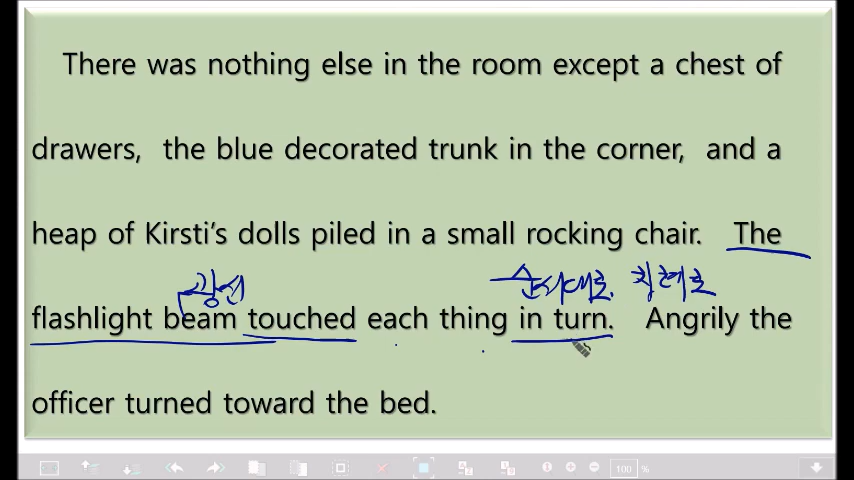 There was nothing else in the room except a chest of
drawers, the blue decorated trunk in the corner, and a
heap of Kirsti's dolls piled in a small rocking chair. The
광선 순서대로. 차례로
flashlight beam touched each thing in turn. Angrily the
officer turned toward the bed.
100 %